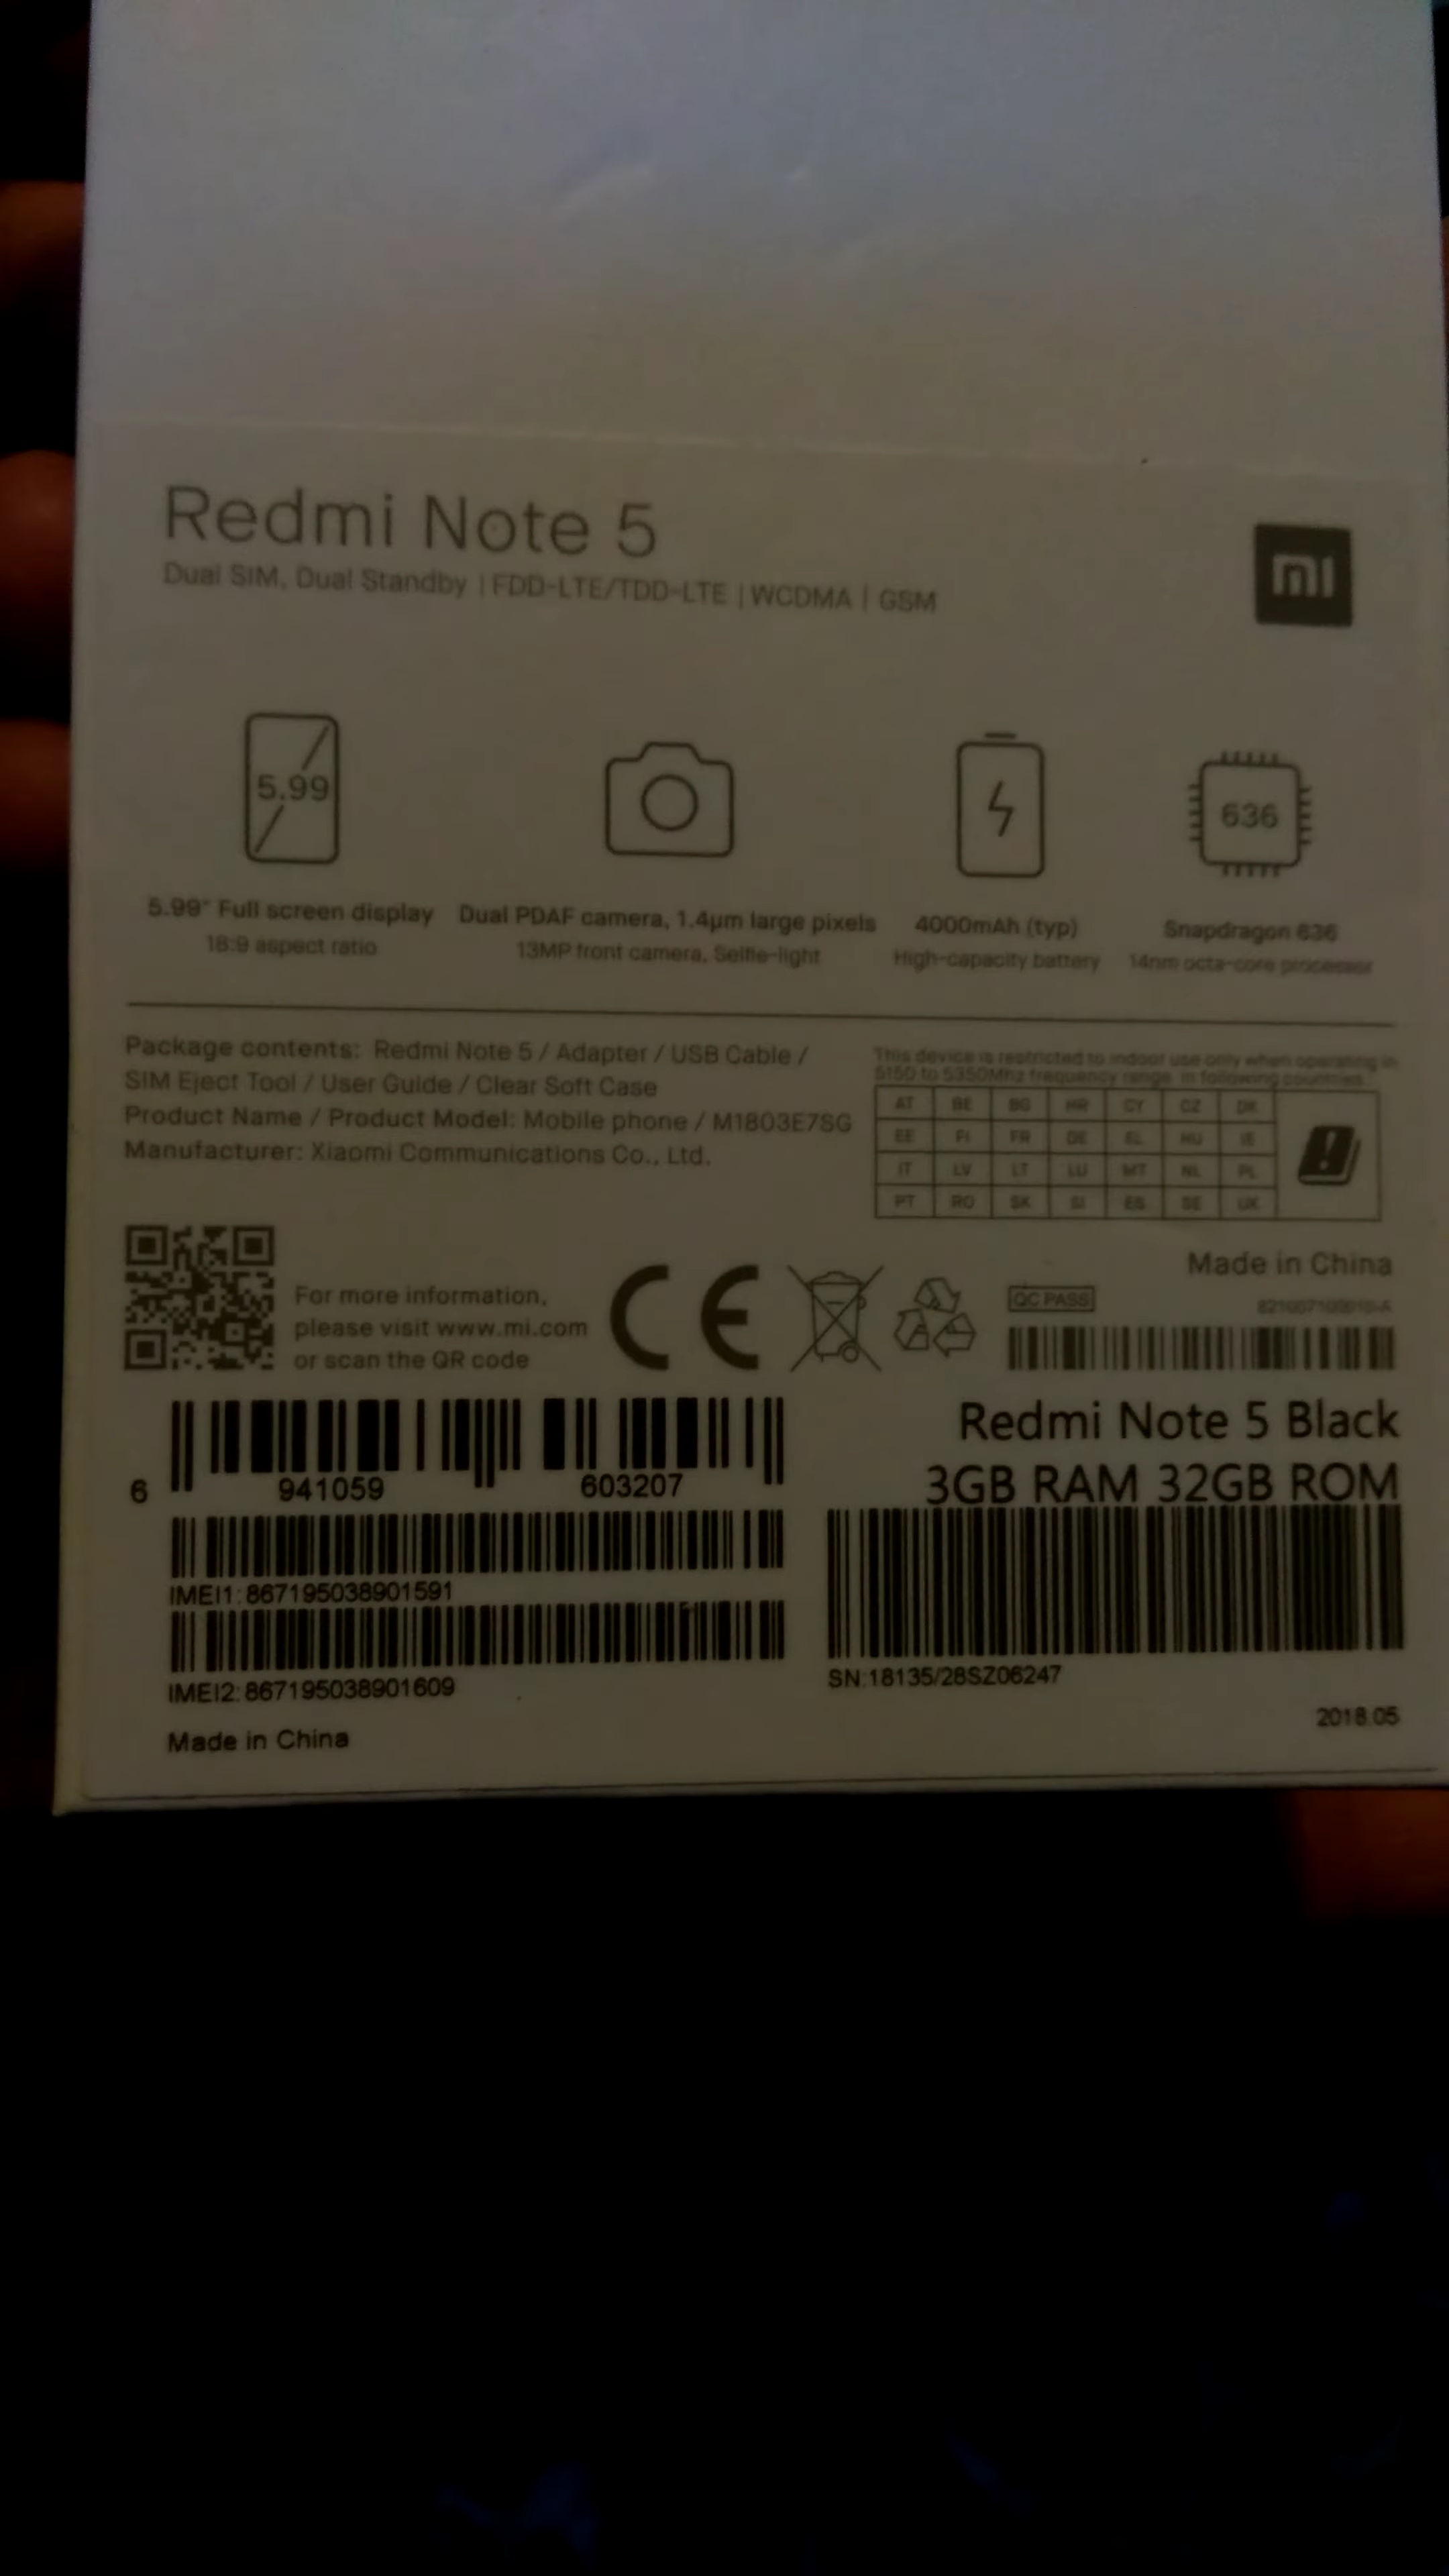 Redmi Note 5
mi
Dual SIM, Dual Standby | FDD-LTE/TDD-LTE | WCDMA | GSM
5.99
636
5.99" Full screen display
18:9 aspect ratio
Dual PDAF camera, 1.4µm large pixels
13MP front camera, Selfie-light
4000mAh (typ)
High-capacity battery
Snapdragon 636
14nm octa-core processor
Package contents: Redmi Note 5 / Adapter / USB Cable /
SIM Eject Tool / User Guide / Clear Soft Case
Product Name / Product Model: Mobile phone / M1803E7SG
Manufacturer: Xiaomi Communications Co., Ltd.
This device is restricted to indoor use only when operating in
5150 to 5350Mhz frequency range in following countries
AT BE BG HR CY CZ DK
EE FI FR DE EL HU IE
IT LV LT LU MT NL PL
PT RO SK SI ES SE UK
For more information,
please visit www.mi.com
or scan the QR code
CE
Made in China
QC PASS
6 941059 603207
Redmi Note 5 Black
3GB RAM 32GB ROM
IMEI1: 867195038901591
IMEI2: 867195038901609
SN:18135/28SZ06247
2018.05
Made in China